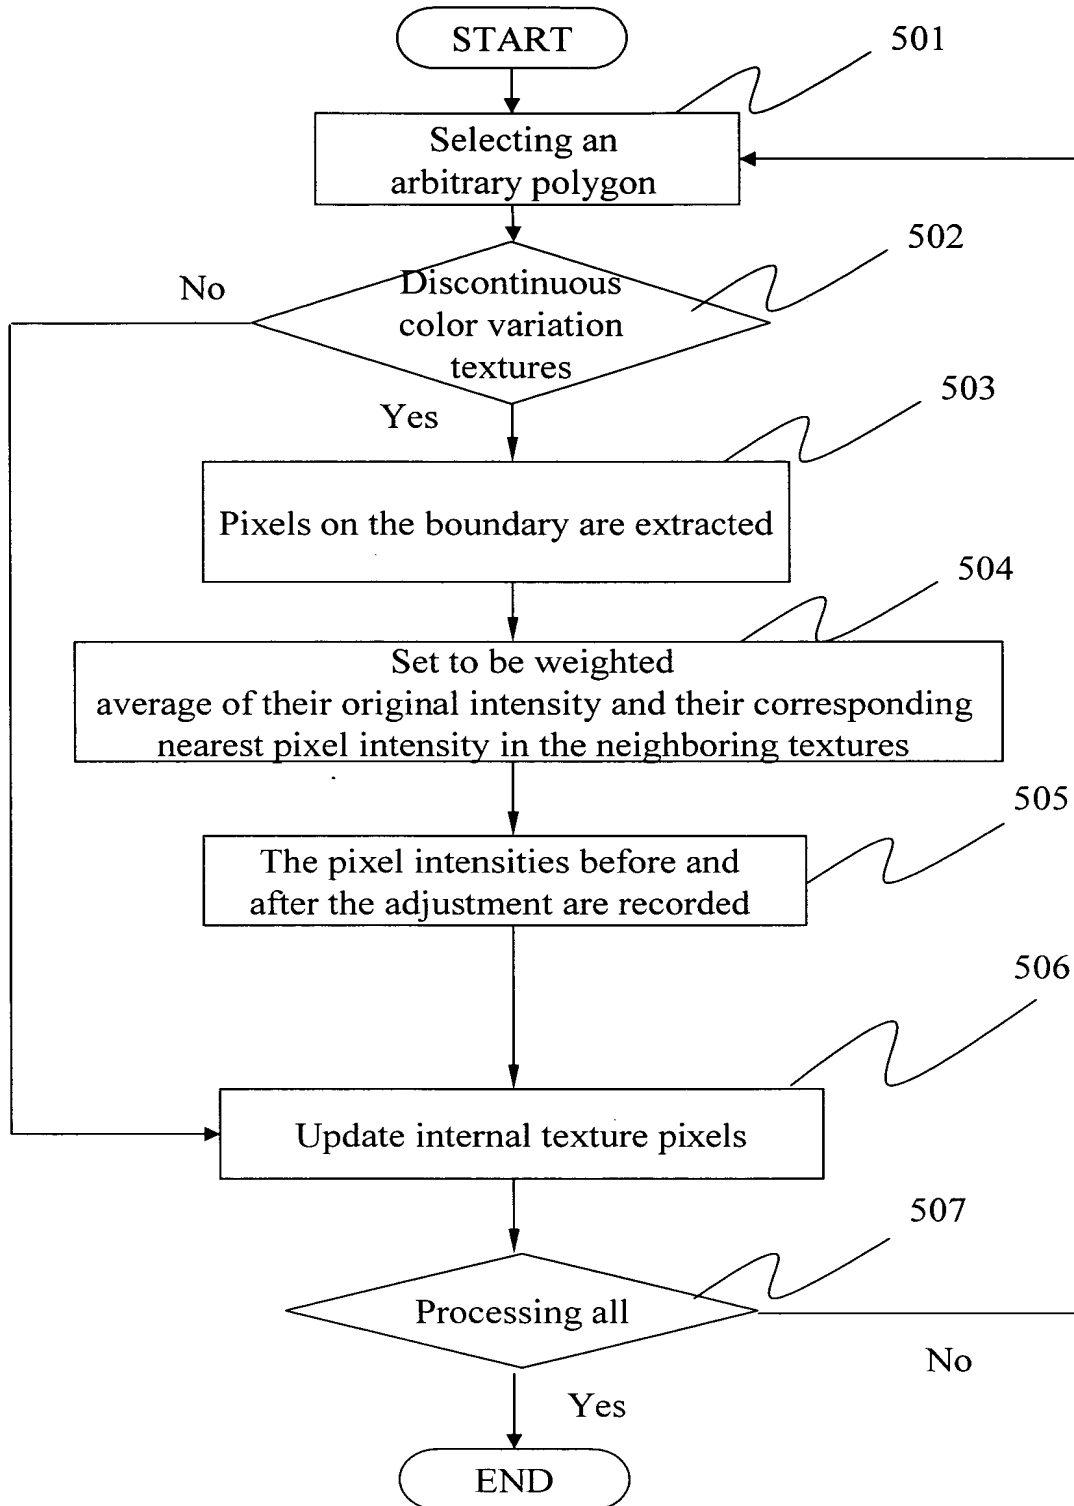 START
501
Selecting an
arbitrary polygon
502
No
Discontinuous
color variation
textures
503
Yes
Pixels on the boundary are extracted
504
Set to be weighted
average of their original intensity and their corresponding
nearest pixel intensity in the neighboring textures
505
The pixel intensities before and
after the adjustment are recorded
506
Update internal texture pixels
507
Processing all
No
Yes
END